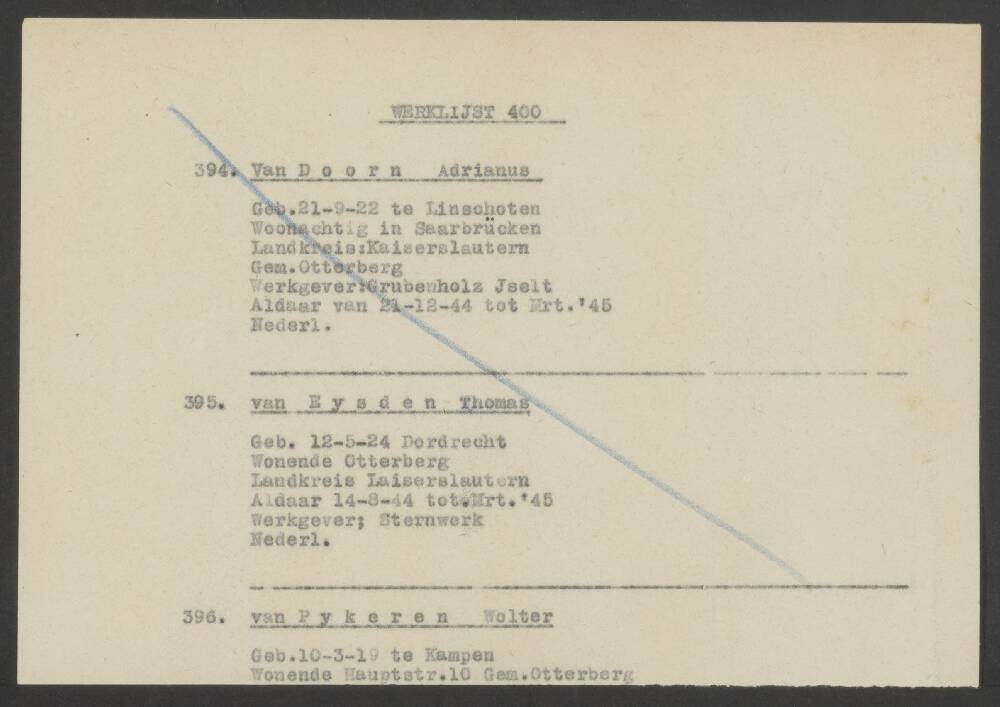 WERKLIJST 400
394. Van D o o r n Adrianus
Geb.21-9-22 te Linschoten
Woonachtig in Saarbrücken
Landkreis:Kaizerslautern
Gem.Otterberg
Werkgever:Grubenholz Jselt
Aldaar van 21-12-44 tot Mrt.'45
Nederl.
395. van E y s d e n Thomas
Geb. 12-5-24 Dordrecht
Wonende Otterberg
Landkreis Laiserslautern
Aldaar 14-8-44 tot.Mrt.'45
Werkgever; Sternwerk
Nederl.
396. van P y k e r e n Wolter
Geb.10-3-19 te Kampen
Wonende Hauptstr.10 Gem.Otterberg